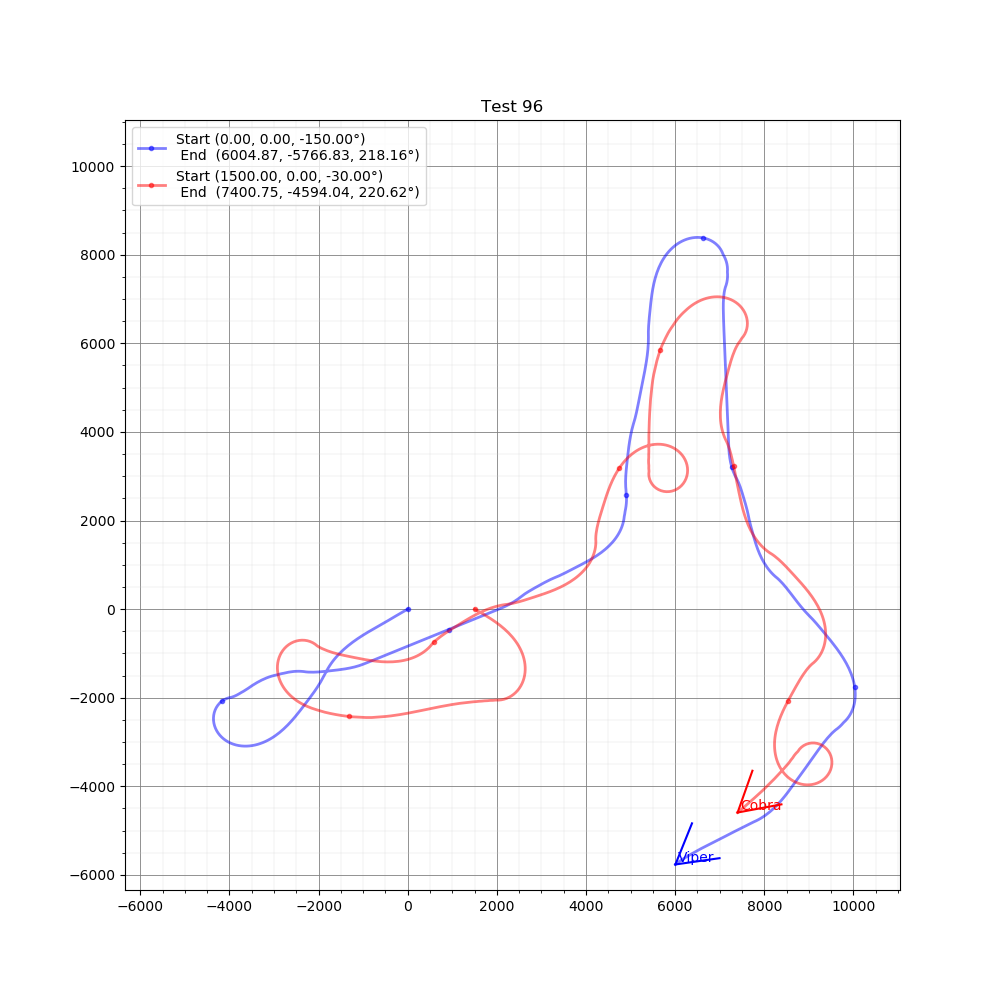 Test 96
Start (0.00, 0.00, -150.00°)
End (6004.87, -5766.83, 218.16°)
Start (1500.00, 0.00, -30.00°)
End (7400.75, -4594.04, 220.62°)
10000
8000
6000
4000
2000
0
−2000
−4000
−6000
Cobra
Viper
−6000 −4000 −2000 0 2000 4000 6000 8000 10000